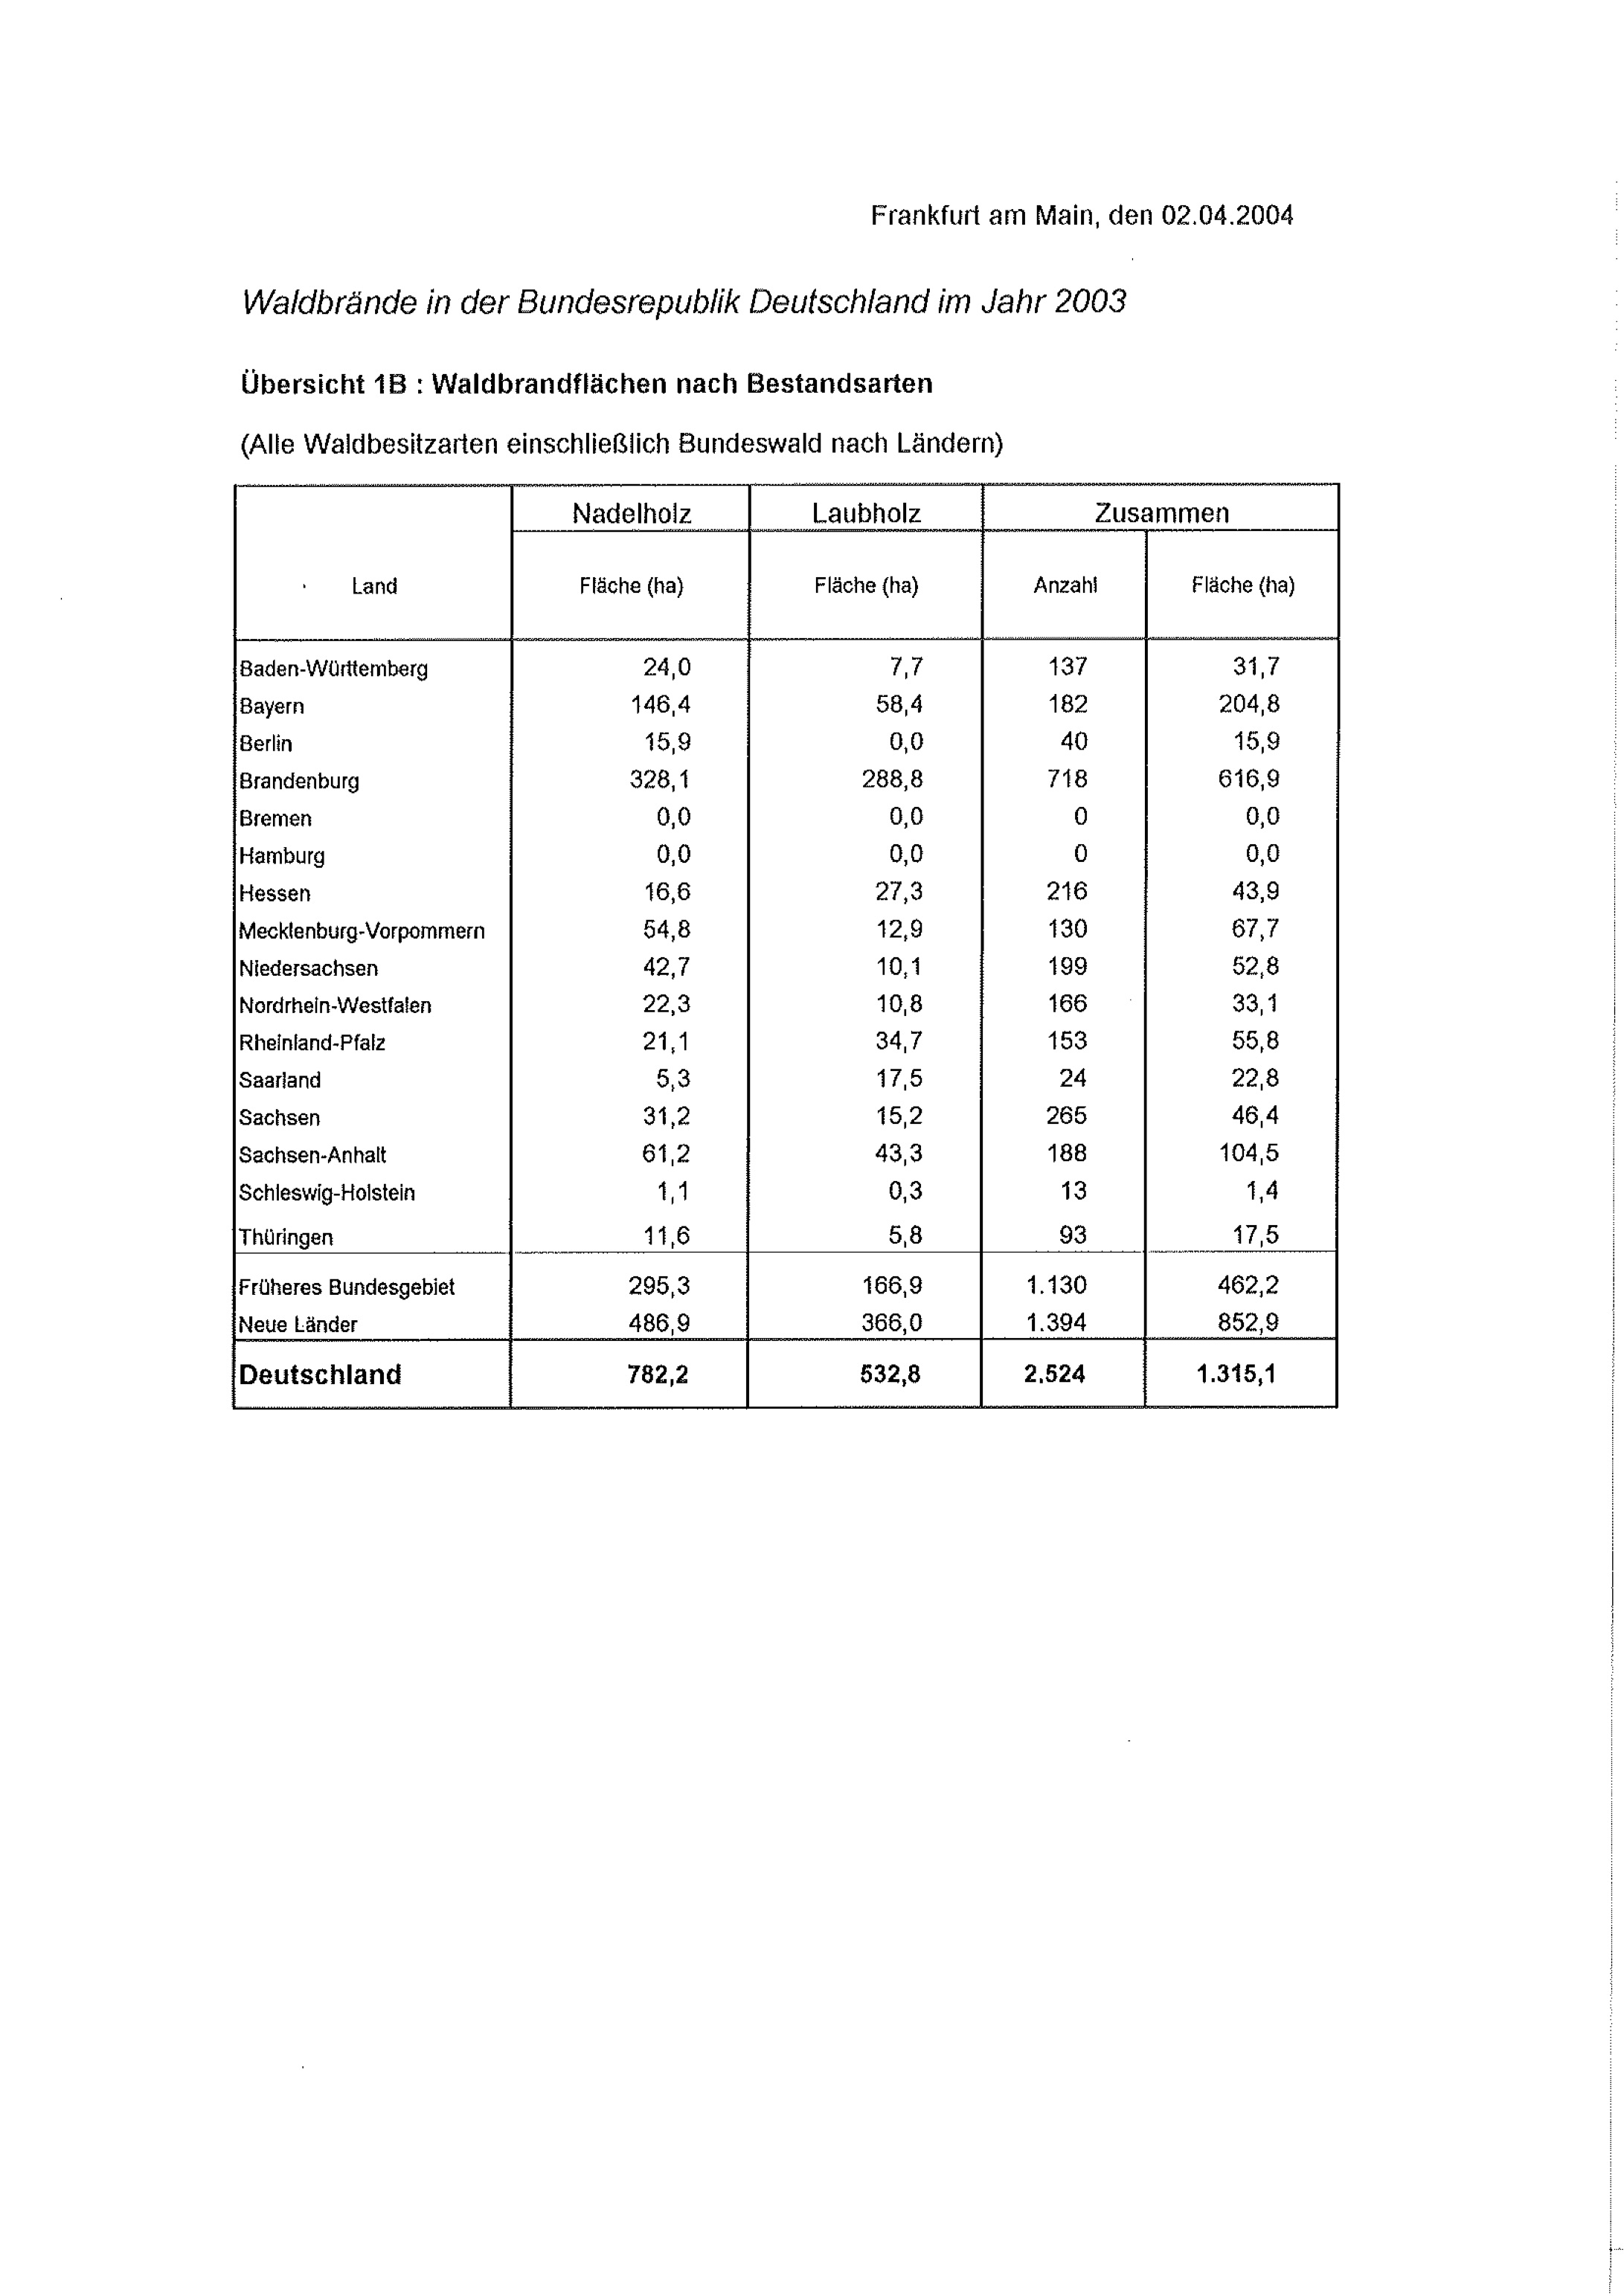 Frankfurt am Main, den 02.04.2004
Waldbrände in der Bundesrepublik Deutschland im Jahr 2003
Übersicht 1B : Waldbrandflächen nach Bestandsarten
(Alle Waldbesitzarten einschließlich Bundeswald nach Ländern)
Nadelholz Laubholz Zusammen
Land Fläche (ha) Fläche (ha) Anzahl Fläche (ha)
Baden-Württemberg 24,0 7,7 137 31,7
Bayern 146,4 58,4 182 204,8
Berlin 15,9 0,0 40 15,9
Brandenburg 328,1 288,8 718 616,9
Bremen 0,0 0,0 0 0,0
Hamburg 0,0 0,0 0 0,0
Hessen 16,6 27,3 216 43,9
Mecklenburg-Vorpommern 54,8 12,9 130 67,7
Niedersachsen 42,7 10,1 199 52,8
Nordrhein-Westfalen 22,3 10,8 166 33,1
Rheinland-Pfalz 21,1 34,7 153 55,8
Saarland 5,3 17,5 24 22,8
Sachsen 31,2 15,2 265 46,4
Sachsen-Anhalt 61,2 43,3 188 104,5
Schleswig-Holstein 1,1 0,3 13 1,4
Thüringen 11,6 5,8 93 17,5
Früheres Bundesgebiet 295,3 166,9 1.130 462,2
Neue Länder 486,9 366,0 1.394 852,9
Deutschland 782,2 532,8 2.524 1.315,1